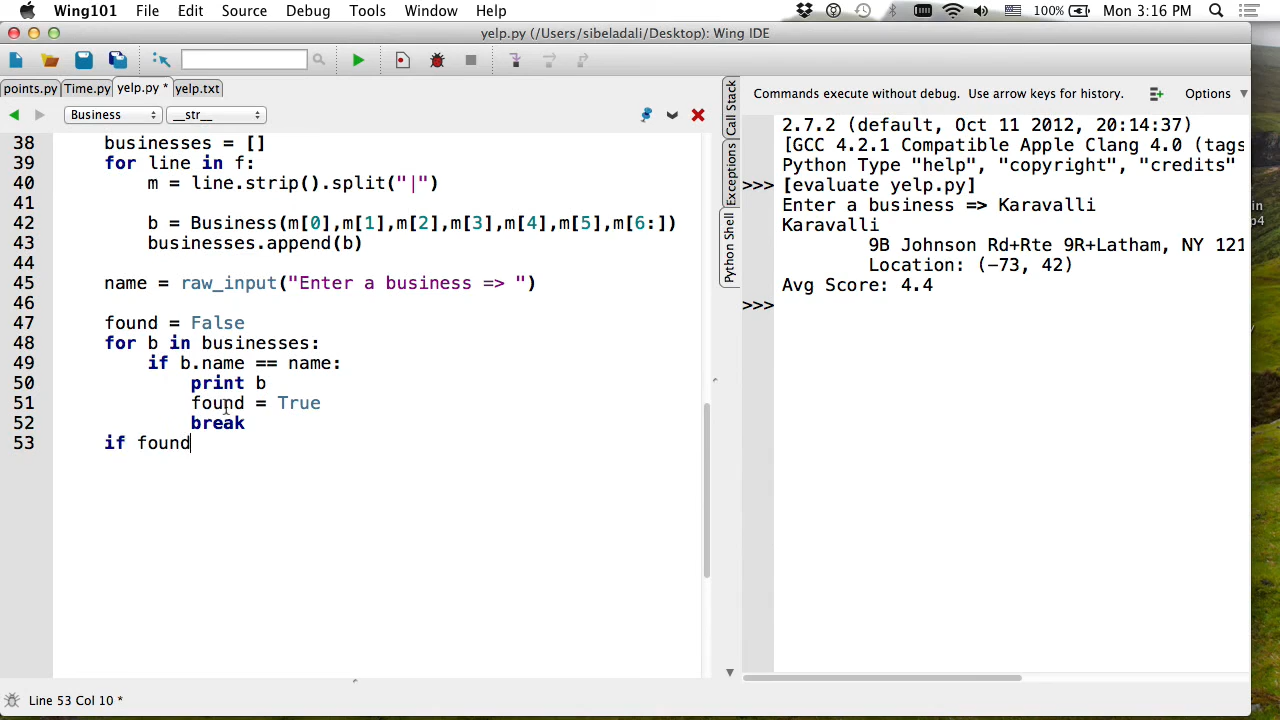 Wing101 File Edit Source Debug Tools Window Help 100% Mon 3:16 PM
yelp.py (/Users/sibeladali/Desktop): Wing IDE
points.py Time.py yelp.py * yelp.txt
Business __str__
Commands execute without debug. Use arrow keys for history. Options
Call Stack
Exceptions
Python Shell
38 businesses = []
39 for line in f:
40 m = line.strip().split("|")
41
42 b = Business(m[0],m[1],m[2],m[3],m[4],m[5],m[6:])
43 businesses.append(b)
44
45 name = raw_input("Enter a business => ")
46
47 found = False
48 for b in businesses:
49 if b.name == name:
50 print b
51 found = True
52 break
53 if found
2.7.2 (default, Oct 11 2012, 20:14:37)
[GCC 4.2.1 Compatible Apple Clang 4.0 (tags
Python Type "help", "copyright", "credits"
>>> [evaluate yelp.py]
Enter a business => Karavalli
Karavalli
9B Johnson Rd+Rte 9R+Latham, NY 121
Location: (-73, 42)
Avg Score: 4.4
>>>
Line 53 Col 10 *